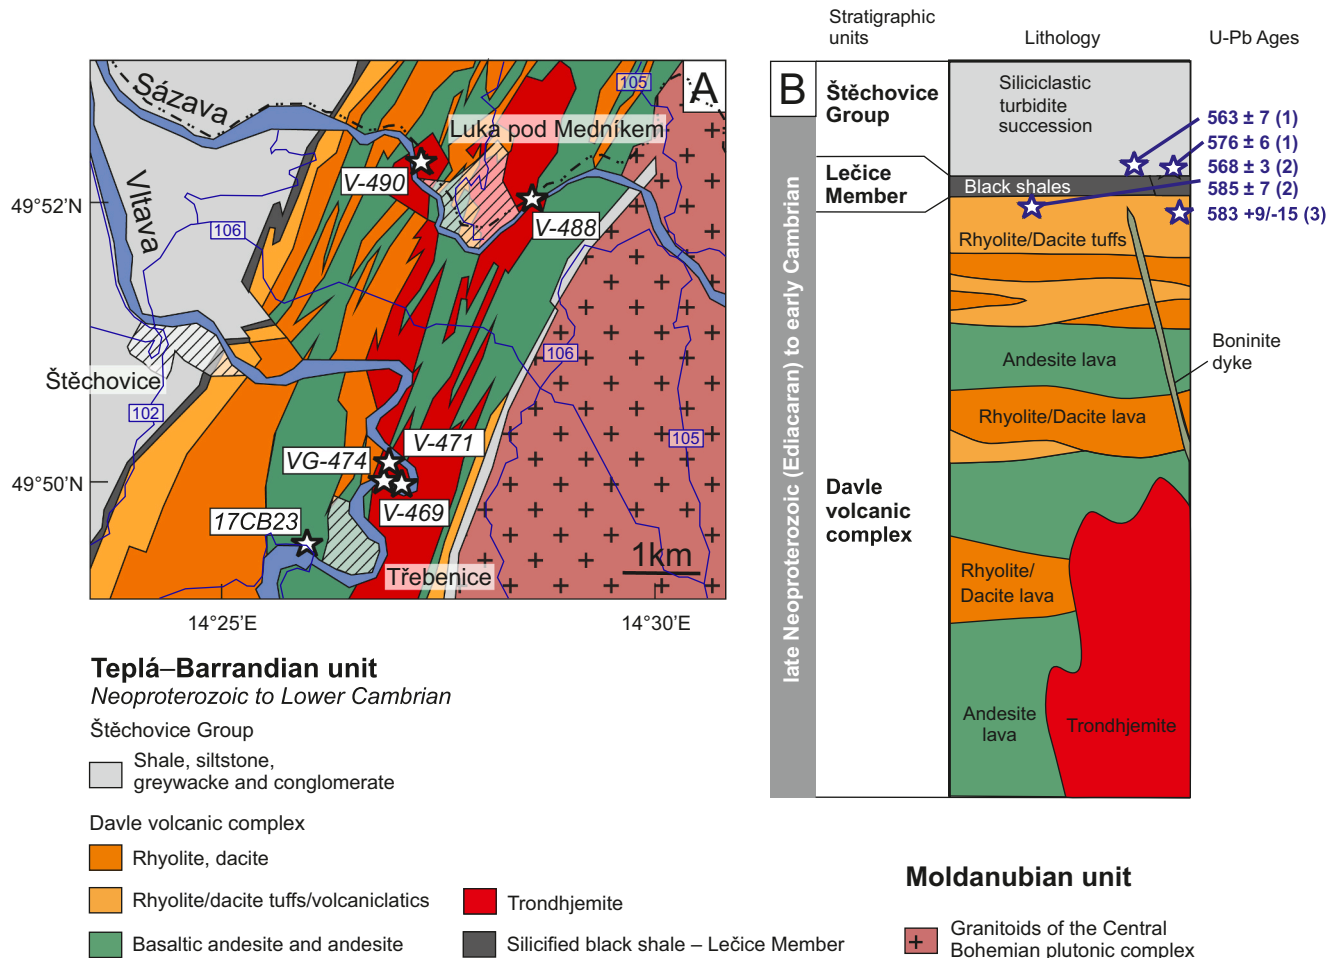 A
Sázava
Vltava
Luka pod Medníkem
105
V-490
V-488
49°52’N
106
Štěchovice
102
106
105
V-471
VG-474
V-469
49°50’N
17CB23
Třebenice
1km
14°25’E
14°30’E
Teplá–Barrandian unit
Neoproterozoic to Lower Cambrian
Štěchovice Group
Shale, siltstone,
greywacke and conglomerate
Davle volcanic complex
Rhyolite, dacite
Rhyolite/dacite tuffs/volcaniclatics
Basaltic andesite and andesite
Trondhjemite
Silicified black shale – Lečice Member
Moldanubian unit
Granitoids of the Central
Bohemian plutonic complex
Stratigraphic
units
Lithology
U-Pb Ages
B
late Neoproterozoic (Ediacaran) to early Cambrian
Štěchovice
Group
Lečice
Member
Davle
volcanic
complex
Siliciclastic
turbidite
succession
Black shales
Rhyolite/Dacite tuffs
Andesite lava
Rhyolite/Dacite lava
Rhyolite/
Dacite lava
Andesite
lava
Trondhjemite
563 ± 7 (1)
576 ± 6 (1)
568 ± 3 (2)
585 ± 7 (2)
583 +9/-15 (3)
Boninite
dyke